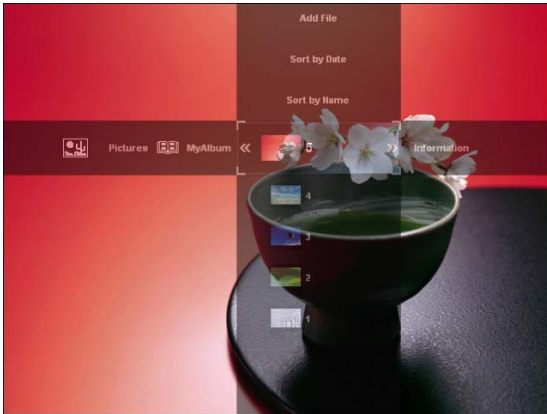 Add File
Sort by Date
Sort by Name
Pictures MyAlbum « 5 » Information
4
3
2
1